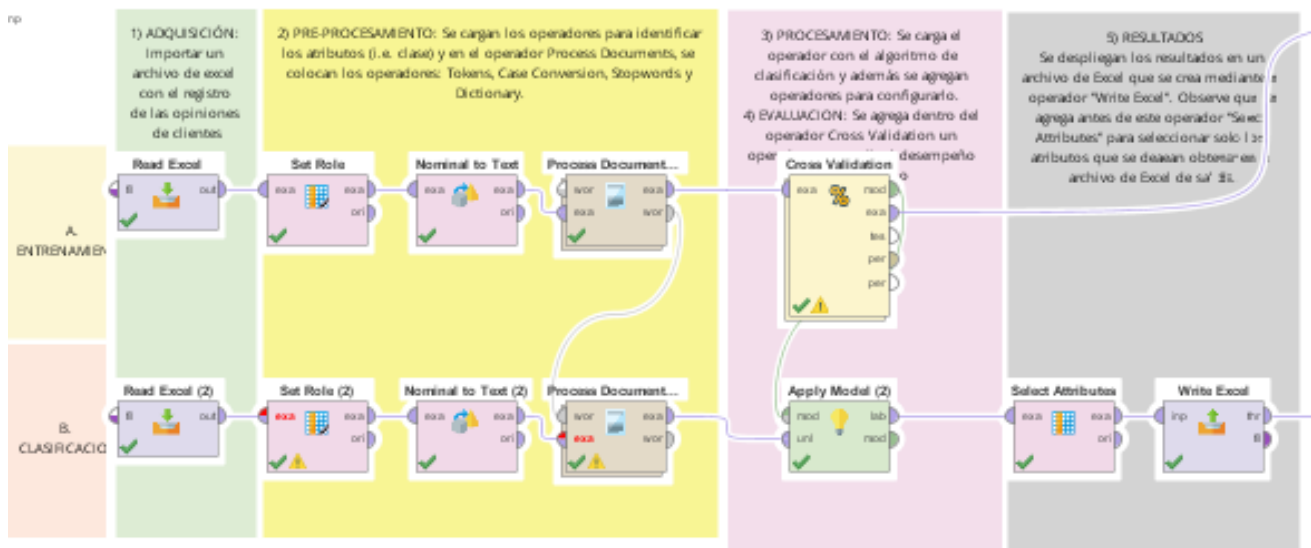 inp
1) ADQUISICIÓN:
Importar un
archivo de excel
con el registro
de las opiniones
de clientes
2) PRE-PROCESAMIENTO: Se cargan los operadores para identificar
los atributos (i.e. clase) y en el operador Process Documents, se
colocan los operadores: Tokens, Case Conversion, Stopwords y
Dictionary.
3) PROCESAMIENTO: Se carga el
operador con el algoritmo de
clasificación y además se agregan
operadores para configurarlo.
4) EVALUACIÓN: Se agrega dentro del
operador Cross Validation un
desempeño
5) RESULTADOS
Se despliegan los resultados en un
archivo de Excel que se crea mediante
operador "Write Excel". Observe que
agrega antes de este operador "Select
Attributes" para seleccionar solo los
atributos que se desean obtener en
archivo de Excel de
A.
ENTRENAMIEN
Read Excel
fil
out
Set Role
exa
exa
ori
Nominal to Text
exa
exa
ori
Process Document...
wor
exa
exa
wor
Cross Validation
exa
mod
exa
tes
per
per
B.
CLASIFICACIO
Read Excel (2)
fil
out
Set Role (2)
exa
exa
ori
Nominal to Text (2)
exa
exa
ori
Process Document...
wor
exa
exa
wor
Apply Model (2)
mod
lab
unl
mod
Select Attributes
exa
exa
ori
Write Excel
inp
thr
fil